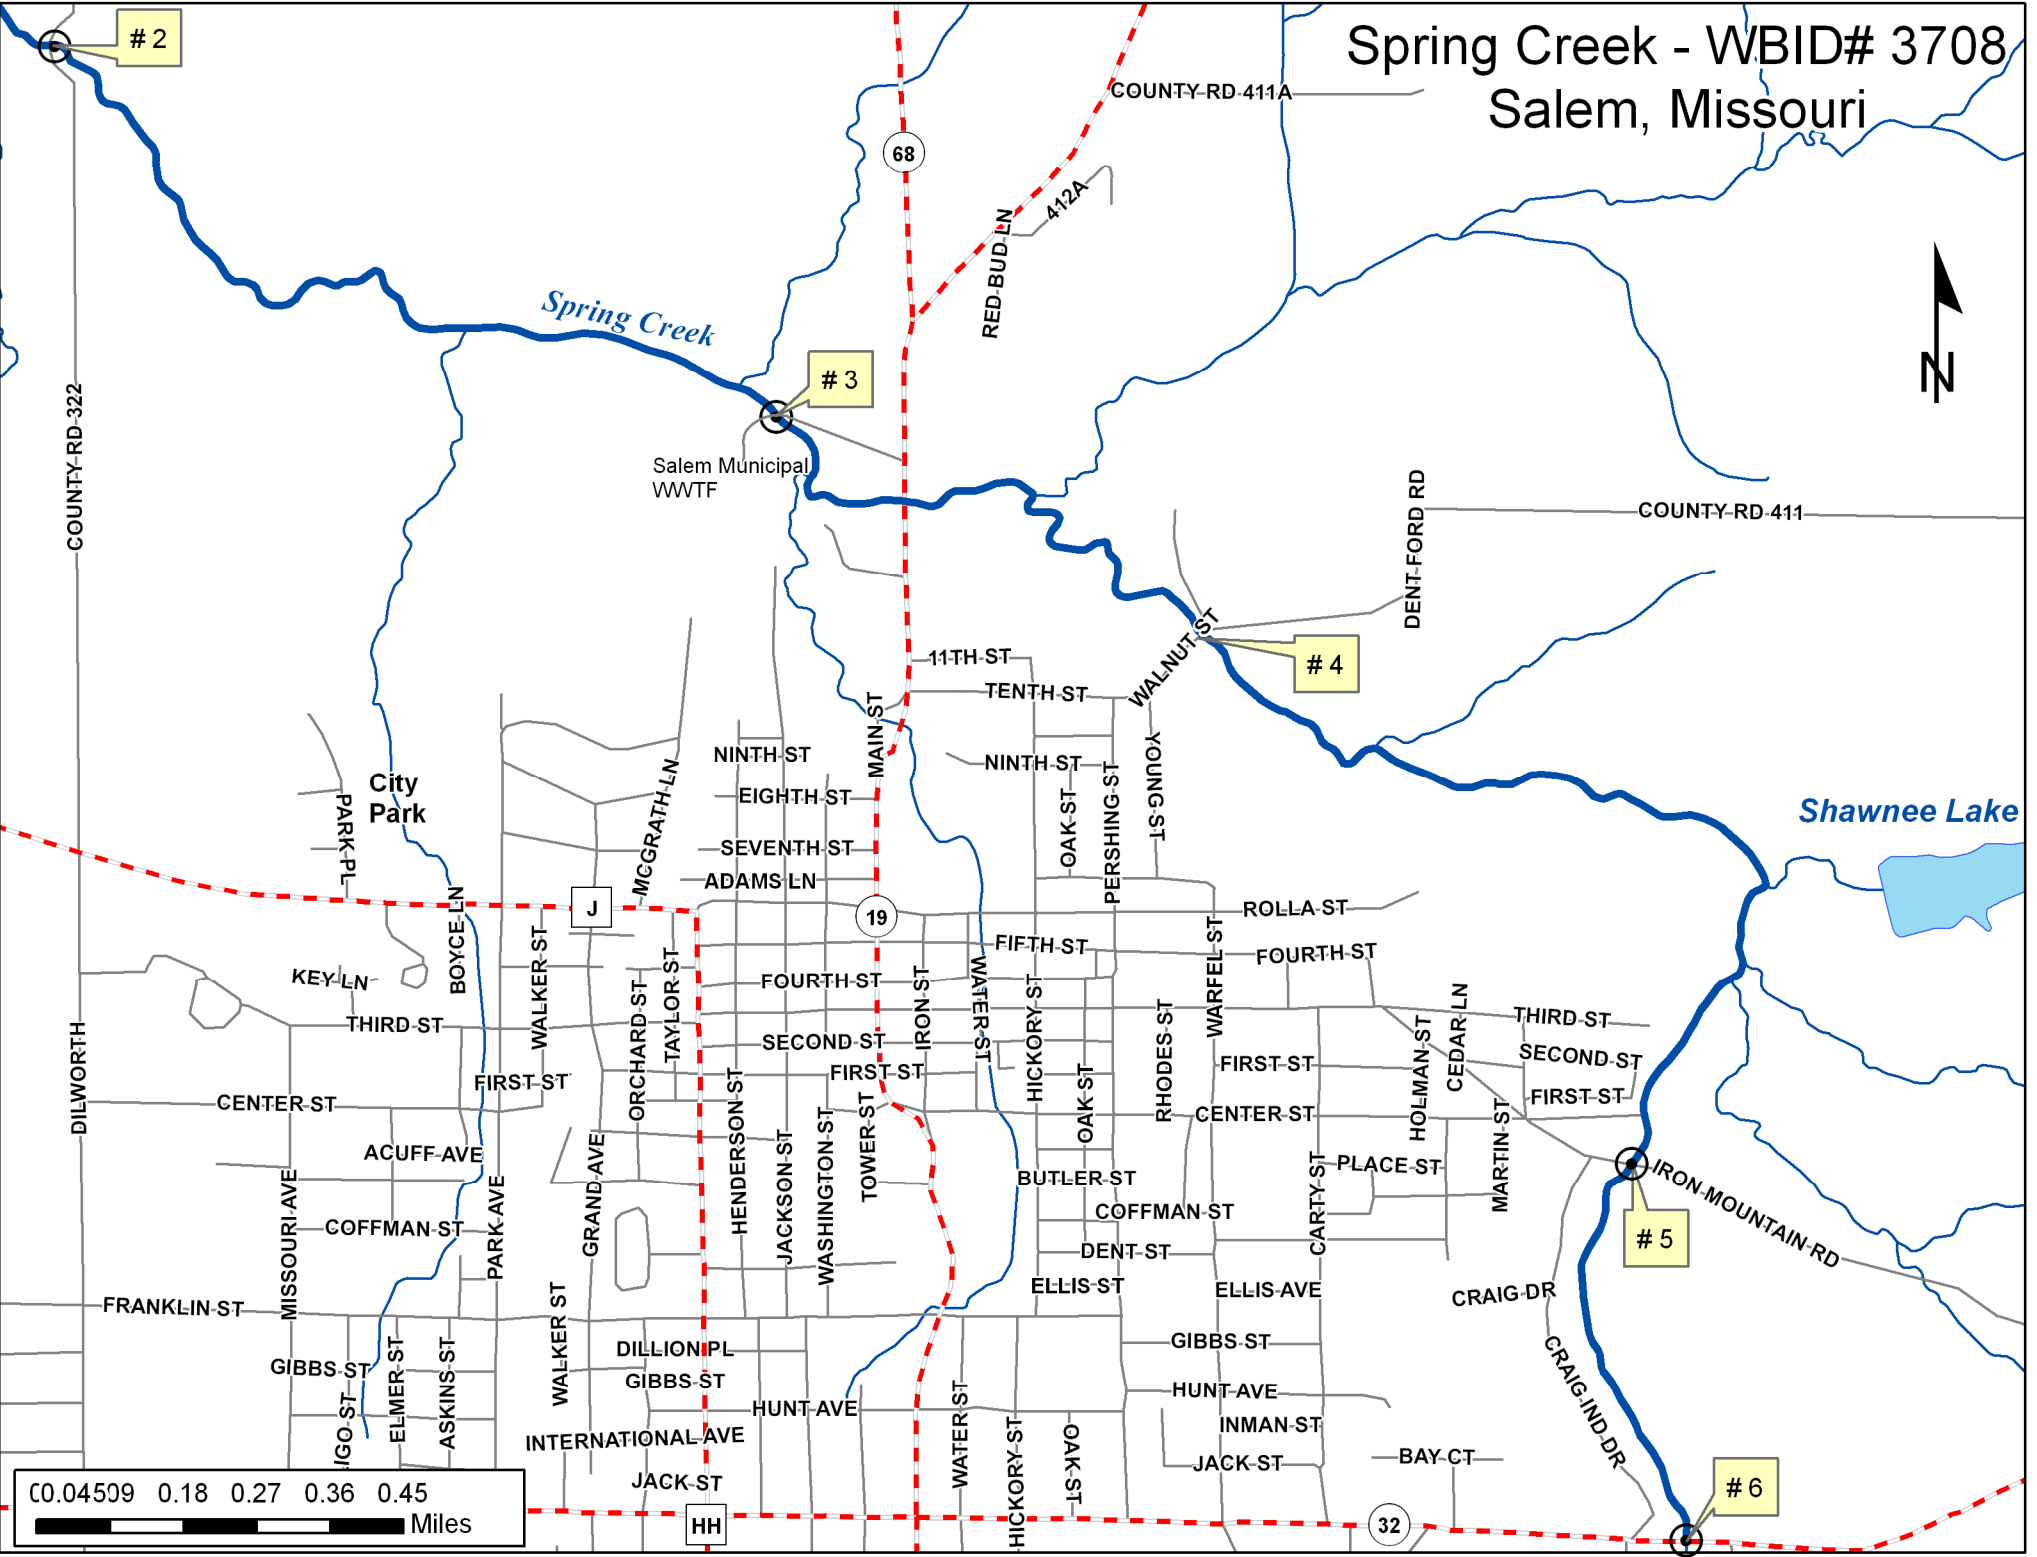 Spring Creek - WBID# 3708
Salem, Missouri
# 2
COUNTY RD 411A
68
412A
RED BUD LN
Spring Creek
# 3
N
COUNTY RD 322
Salem Municipal
WWTF
DENT-FORD RD
COUNTY RD 411
WALNUT ST
# 4
11TH ST
TENTH ST
MAIN ST
NINTH ST
NINTH ST
YOUNG ST
City
Park
PARK PL
MCGRATH LN
EIGHTH ST
OAK ST
PERSHING ST
Shawnee Lake
SEVENTH ST
ADAMS LN
BOYCE LN
J
19
ROLLA ST
WALKER ST
TAYLOR ST
FIFTH ST
WARFEL ST
FOURTH ST
KEY LN
FOURTH ST
IRON ST
WATER ST
HICKORY ST
CEDAR LN
THIRD ST
ORCHARD ST
RHODES ST
HOLMAN ST
THIRD ST
DILWORTH
SECOND ST
SECOND ST
FIRST ST
FIRST ST
FIRST ST
FIRST ST
CENTER ST
HENDERSON ST
OAK ST
CENTER ST
MARTIN ST
ACUFF AVE
GRAND AVE
JACKSON ST
WASHINGTON ST
TOWER ST
BUTLER ST
CARTY ST
PLACE ST
IRON MOUNTAIN RD
MISSOURI AVE
COFFMAN ST
PARK AVE
COFFMAN ST
DENT ST
# 5
ELLIS ST
ELLIS AVE
CRAIG DR
FRANKLIN ST
WALKER ST
GIBBS ST
ELMER ST
ASKINS ST
DILLION PL
GIBBS ST
GIBBS ST
CRAIG IND DR
IGO ST
HUNT AVE
HUNT AVE
WATER ST
HICKORY ST
OAK ST
INMAN ST
INTERNATIONAL AVE
JACK ST
JACK ST
BAY CT
# 6
0.18 0.27 0.36 0.45
Miles
HH
32